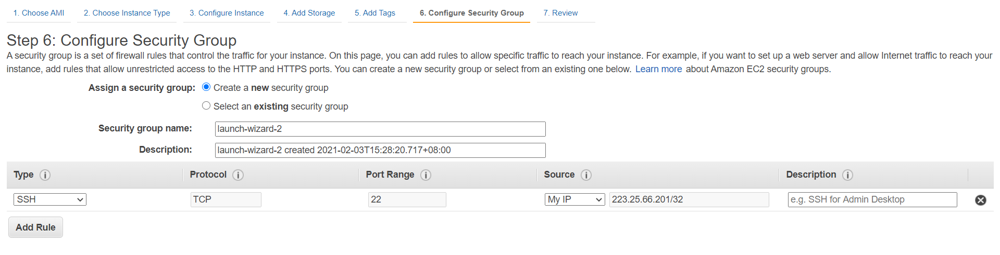 1. Choose AMI 2. Choose Instance Type 3. Configure Instance 4. Add Storage 5. Add Tags 6. Configure Security Group 7. Review
Step 6: Configure Security Group
A security group is a set of firewall rules that control the traffic for your instance. On this page, you can add rules to allow specific traffic to reach your instance. For example, if you want to set up a web server and allow Internet traffic to reach your
instance, add rules that allow unrestricted access to the HTTP and HTTPS ports. You can create a new security group or select from an existing one below. Learn more about Amazon EC2 security groups.
Assign a security group: Create a new security group
Select an existing security group
Security group name: launch-wizard-2
Description: launch-wizard-2 created 2021-02-03T15:28:20.717+08:00
Type i Protocol i Port Range i Source i Description i
SSH TCP 22 My IP 223.25.66.201/32 e.g. SSH for Admin Desktop
Add Rule